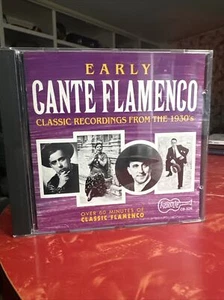 EARLY
CANTE FLAMENCO
CLASSIC RECORDINGS FROM THE 1930's
OVER 60 MINUTES OF
CLASSIC FLAMENCO